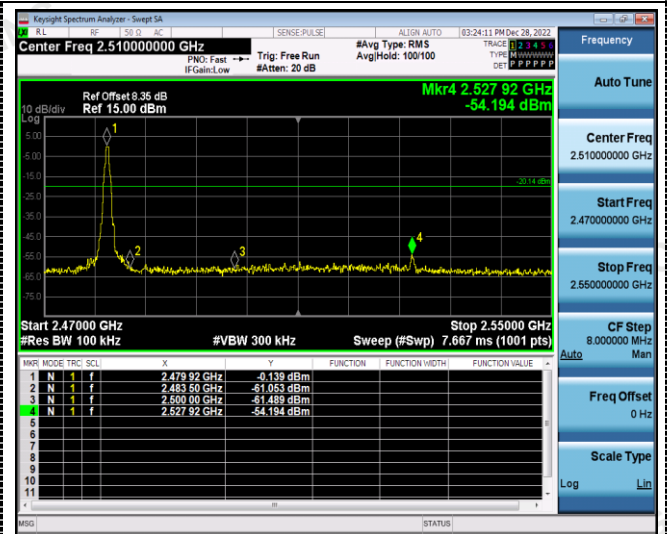 Keysight Spectrum Analyzer - Swept SA
RL RF 50 Ω AC SENSE:PULSE ALIGN AUTO 03:24:11 PM Dec 28, 2022
Center Freq 2.510000000 GHz
PNO: Fast
IFGain:Low
Trig: Free Run
#Atten: 20 dB
#Avg Type: RMS
Avg|Hold: 100/100
TRACE 1 2 3 4 5 6
TYPE M WWWWW
DET P P P P P P
Ref Offset 8.35 dB
10 dB/div Ref 15.00 dBm
Log
Mkr4 2.527 92 GHz
-54.194 dBm
5.00
-5.00
-15.0
-25.0
-35.0
-45.0
-55.0
-65.0
-75.0
1
2
3
4
-20.14 dBm
Start 2.47000 GHz Stop 2.55000 GHz
#Res BW 100 kHz #VBW 300 kHz Sweep (#Swp) 7.667 ms (1001 pts)
MKR MODE TRC SCL X Y FUNCTION FUNCTION WIDTH FUNCTION VALUE
1 N 1 f 2.479 92 GHz -0.139 dBm
2 N 1 f 2.483 50 GHz -61.053 dBm
3 N 1 f 2.500 00 GHz -61.489 dBm
4 N 1 f 2.527 92 GHz -54.194 dBm
5
6
7
8
9
10
11
MSG STATUS
Frequency
Auto Tune
Center Freq
2.510000000 GHz
Start Freq
2.470000000 GHz
Stop Freq
2.550000000 GHz
CF Step
8.000000 MHz
Auto Man
Freq Offset
0 Hz
Scale Type
Log Lin